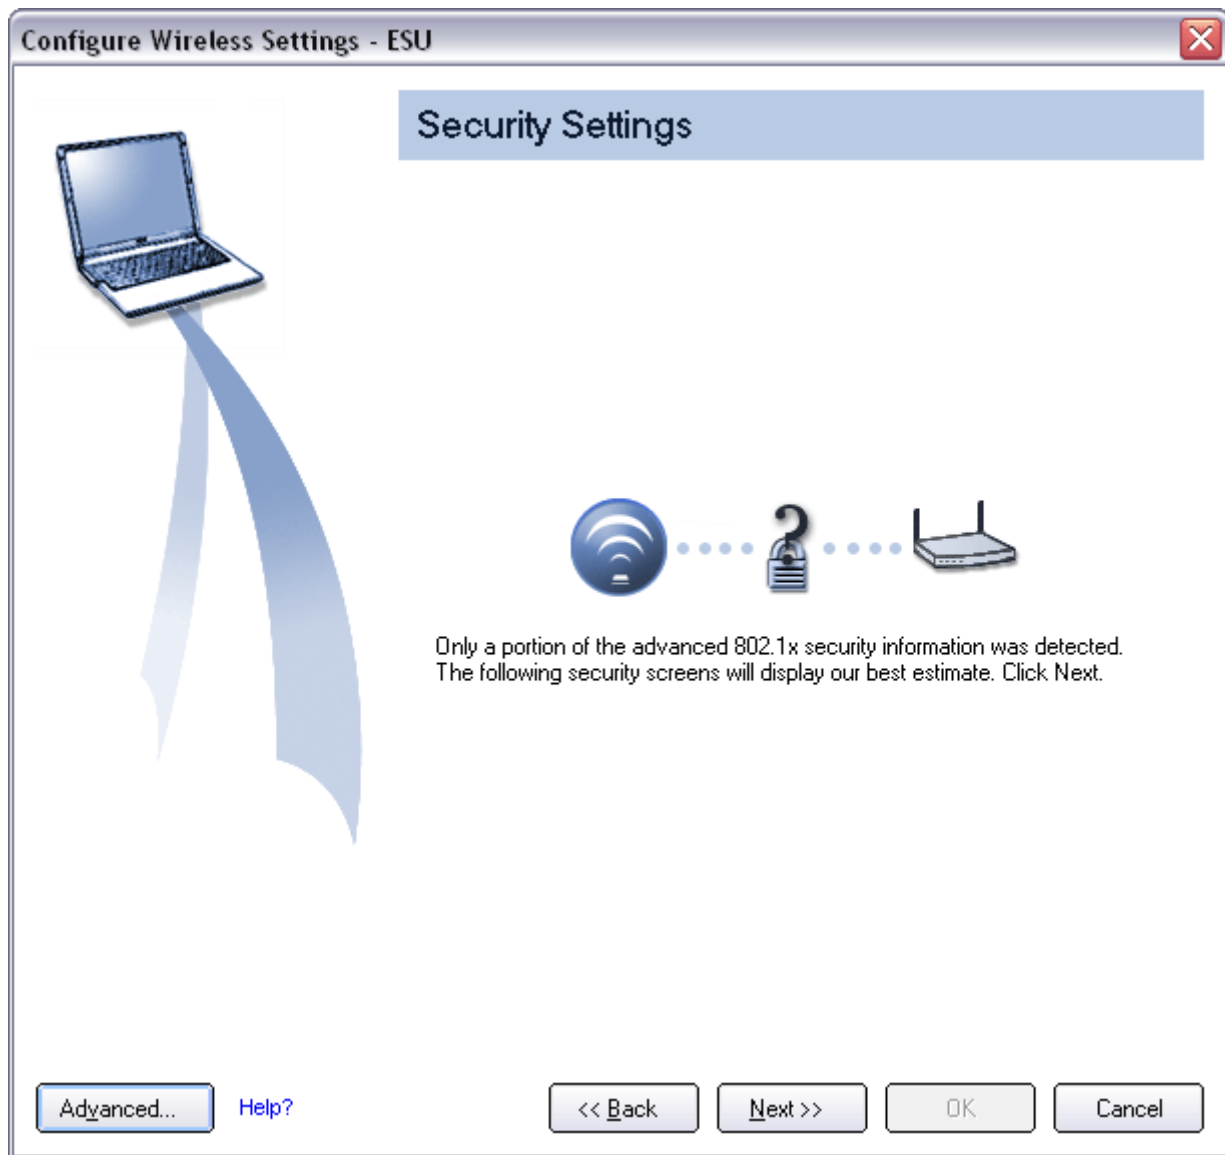 Configure Wireless Settings - ESU
Security Settings
Only a portion of the advanced 802.1x security information was detected.
The following security screens will display our best estimate. Click Next.
Advanced...
Help?
<< Back
Next >>
OK
Cancel